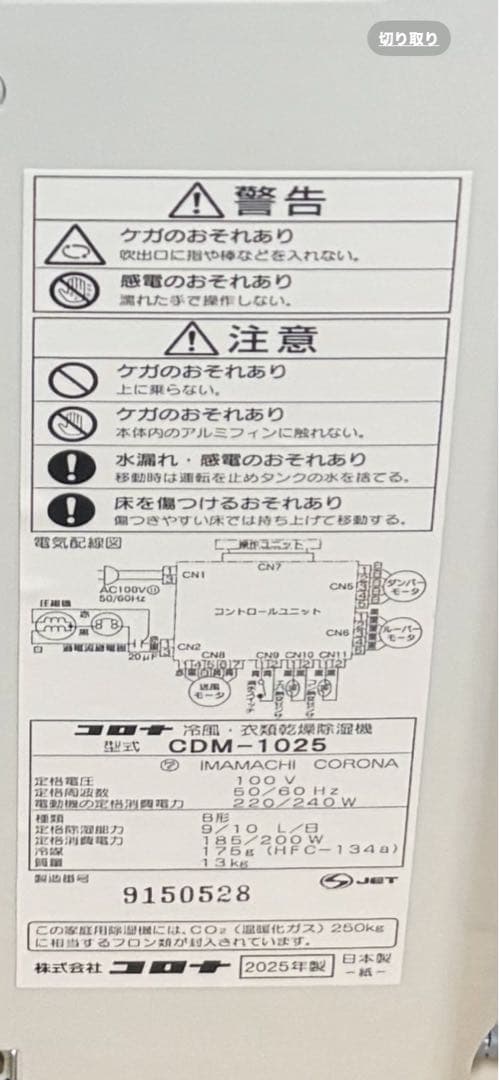 切り取り
警告
ケガのおそれあり
吹出口に指や棒などを入れない。
感電のおそれあり
濡れた手で操作しない。
注意
ケガのおそれあり
上に乗らない。
ケガのおそれあり
本体内のアルミフィンに触れない。
水漏れ・感電のおそれあり
移動時は運転を止めタンクの水を捨てる。
床を傷つけるおそれあり
傷つきやすい床では持ち上げて移動する。
電気配線図
操作ユニット
CN7
CN1
AC100V
50/60Hz
CN5
ダンパー
モータ
コントロールユニット
圧縮機
赤
黒
白
20μF
CN2
CN6
ルーバー
モータ
CN8 CN9 CN10 CN11
送風
モータ
コロナ 冷風・衣類乾燥除湿機
型式 CDM-1025
IMAMACHI CORONA
定格電圧 100V
定格周波数 50/60Hz
電動機の定格消費電力 220/240W
種類 B形
定格除湿能力 9/10 L/日
定格消費電力 185/200W
冷媒 175g (HFC-134a)
質量 13kg
製造番号
9150528
JET
この家庭用除湿機には、CO₂（温暖化ガス）250kg
に相当するフロン類が封入されています。
株式会社 コロナ 2025年製 日本製
-紙-